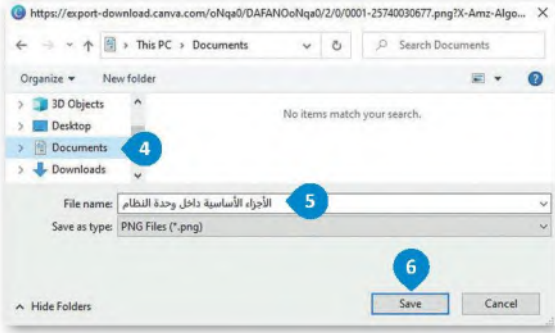 https://export-download.canva.com/oNqa0/DAFANOoNqa0/2/0/0001-25740030677.png?X-Amz-Algo...
This PC > Documents
Search Documents
Organize
New folder
3D Objects
Desktop
Documents
4
Downloads
No items match your search.
File name: الأجزاء الأساسية داخل وحدة النظام
5
Save as type: PNG Files (*.png)
6
Hide Folders
Save
Cancel